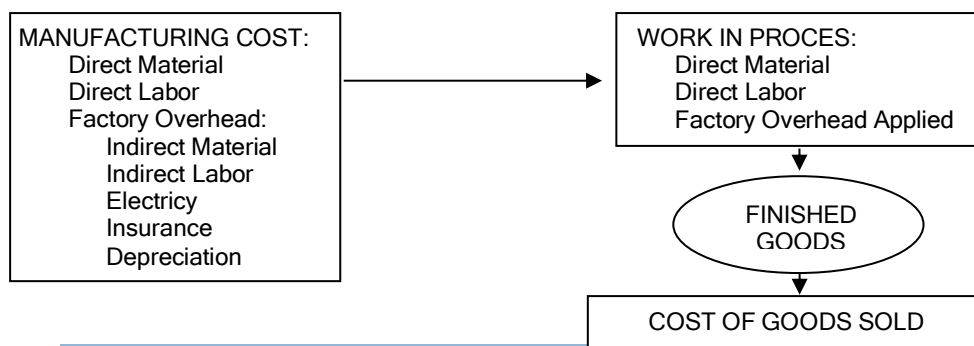 MANUFACTURING COST:
Direct Material
Direct Labor
Factory Overhead:
Indirect Material
Indirect Labor
Electricy
Insurance
Depreciation
WORK IN PROCES:
Direct Material
Direct Labor
Factory Overhead Applied
FINISHED
GOODS
COST OF GOODS SOLD